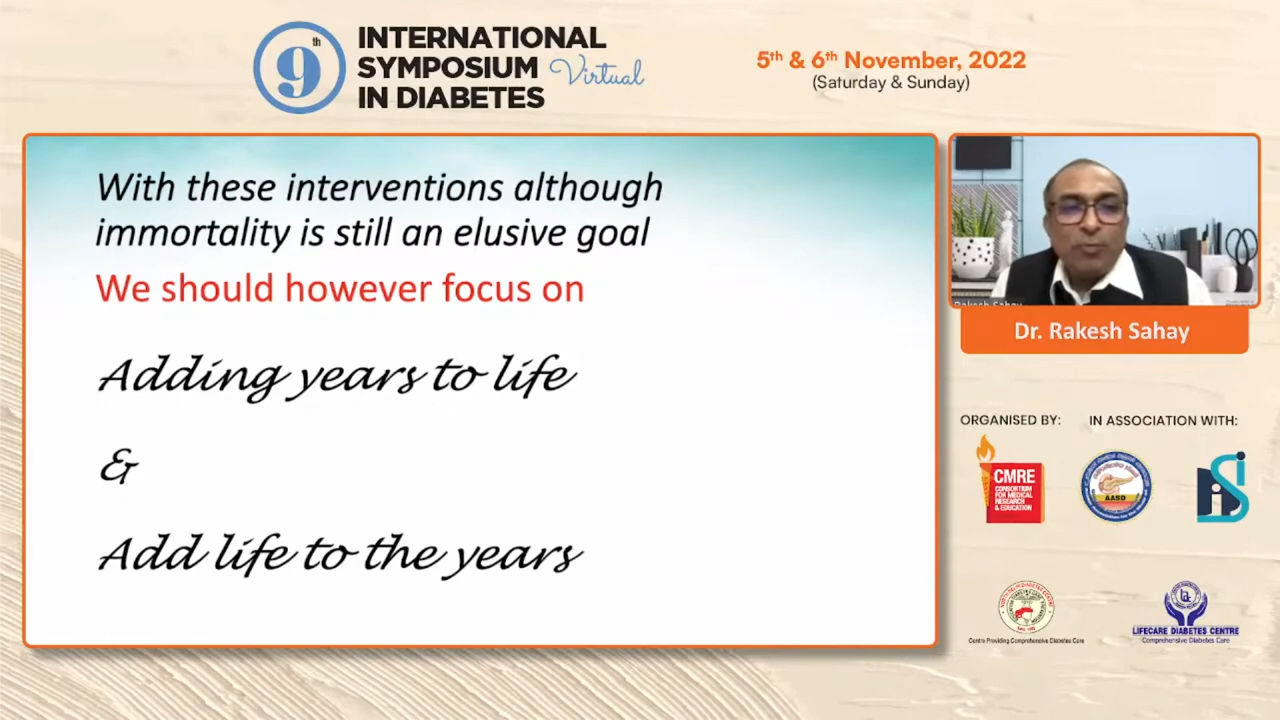 9th
INTERNATIONAL
SYMPOSIUM Virtual
IN DIABETES
5th & 6th November, 2022
(Saturday & Sunday)
With these interventions although
immortality is still an elusive goal
We should however focus on
Adding years to life
&
Add life to the years
Rakesh Sahay
Dr. Rakesh Sahay
ORGANISED BY:
IN ASSOCIATION WITH:
CMRE
CONSORTIUM
FOR MEDICAL
RESEARCH
& EDUCATION
AASD
Centre Providing Comprehensive Diabetes Care
LIFECARE DIABETES CENTRE
Comprehensive Diabetes Care